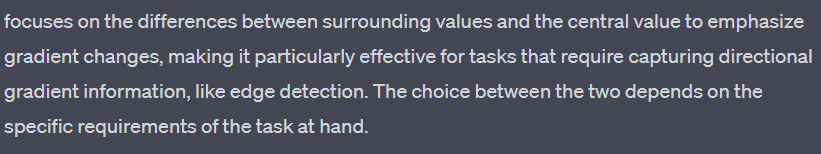 focuses on the differences between surrounding values and the central value to emphasize
gradient changes, making it particularly effective for tasks that require capturing directional
gradient information, like edge detection. The choice between the two depends on the
specific requirements of the task at hand.